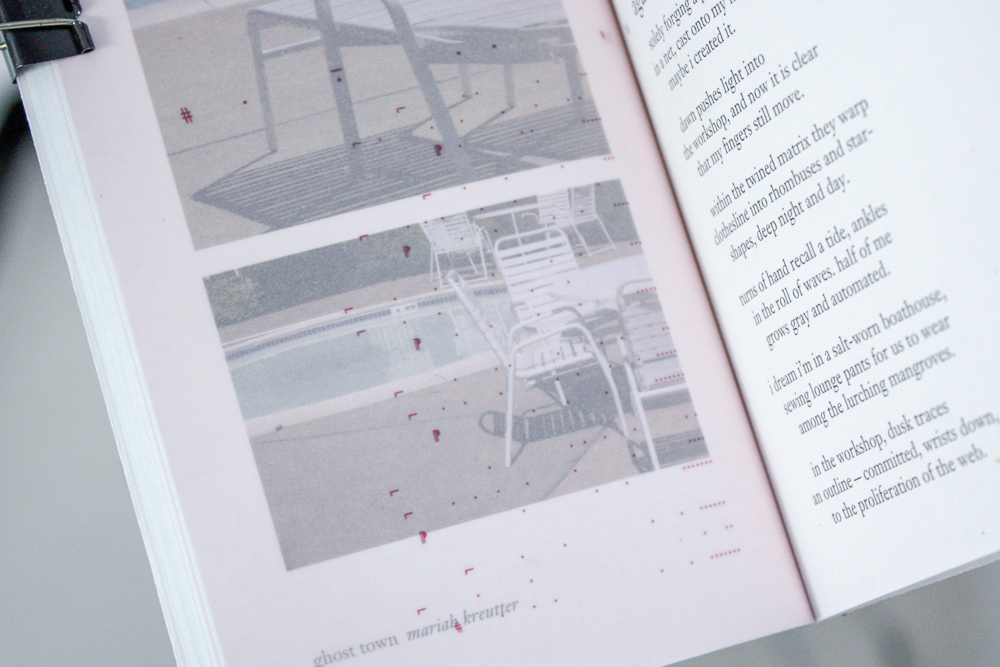 #
ghost town mariah kreutter
#
solely forging a
in a net, cast onto my
maybe i created it.
dawn pushes light into
the workshop, and now it is clear
that my fingers still move.
within the twined matrix they warp
clothesline into rhombuses and star-
shapes, deep night and day.
turns of hand recall a tide, ankles
in the roll of waves. half of me
grows gray and automated.
i dream i'm in a salt-worn boathouse,
sewing lounge pants for us to wear
among the lurching mangroves.
in the workshop, dusk traces
an outline – committed, wrists down,
to the proliferation of the web.